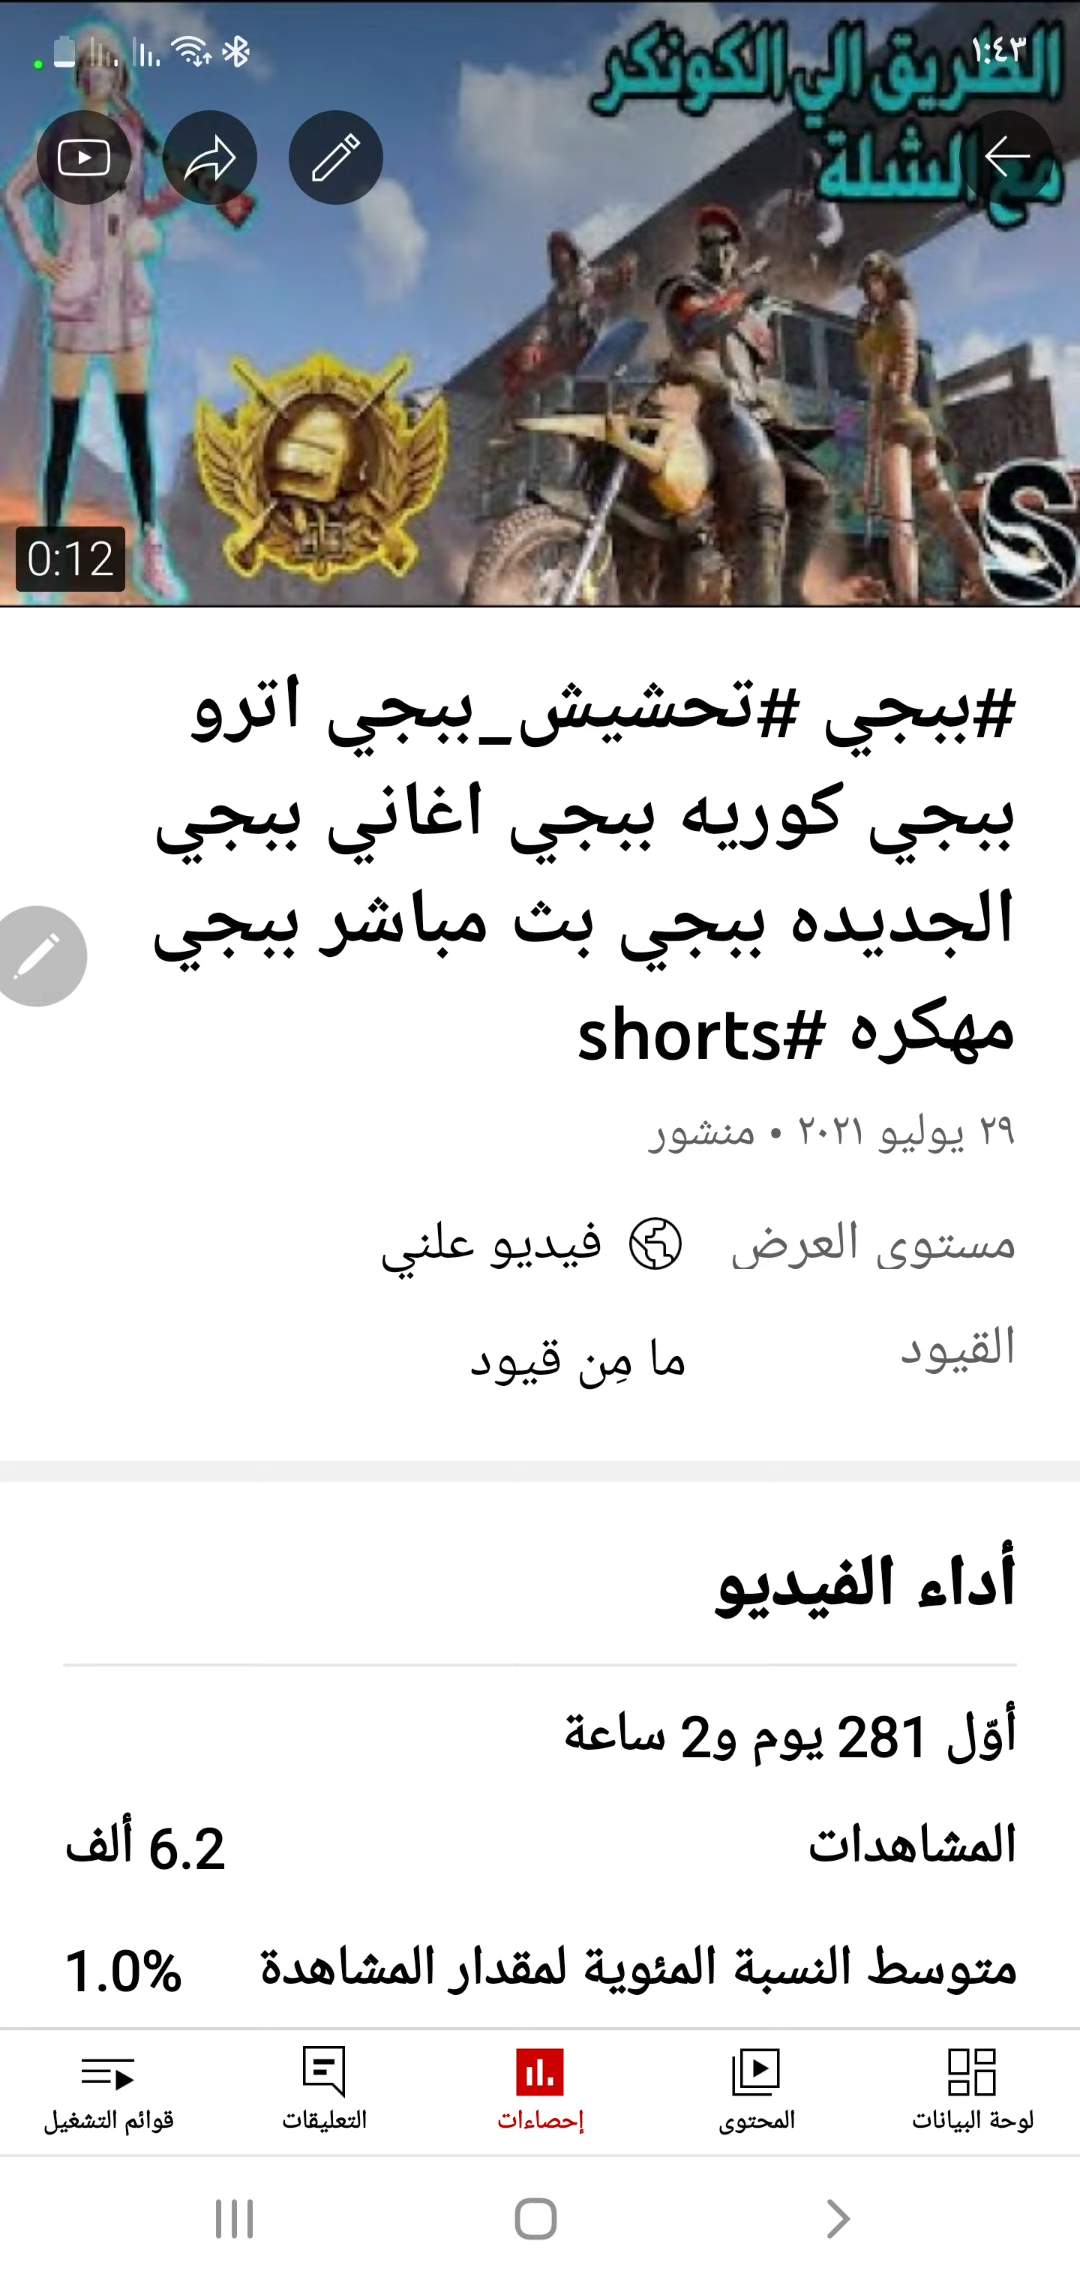 ١:٤٣
الطريق الي الكونكر
مع الشلة
0:12
#ببجي #تحشيش_ببجي اترو
ببجي كوريه ببجي اغاني ببجي
الجديده ببجي بث مباشر ببجي
مهكره #shorts
٢٩ يوليو ٢٠٢١ • منشور
مستوى العرض فيديو علني
القيود ما مِن قيود
أداء الفيديو
أوّل 281 يوم و2 ساعة
المشاهدات 6.2 ألف
متوسط النسبة المئوية لمقدار المشاهدة 1.0%
لوحة البيانات
المحتوى
إحصاءات
التعليقات
قوائم التشغيل